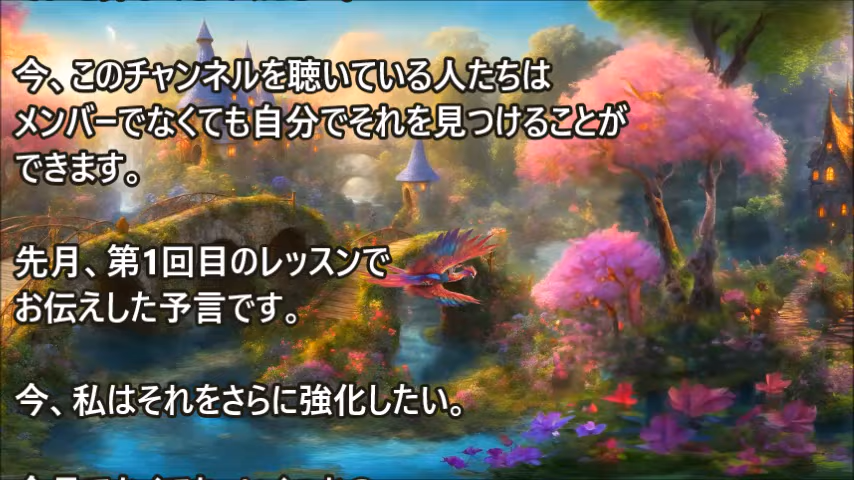 今、このチャンネルを聴いている人たちは
メンバーでなくても自分でそれを見つけることが
できます。
先月、第1回目のレッスンで
お伝えした予言です。
今、私はそれをさらに強化したい。